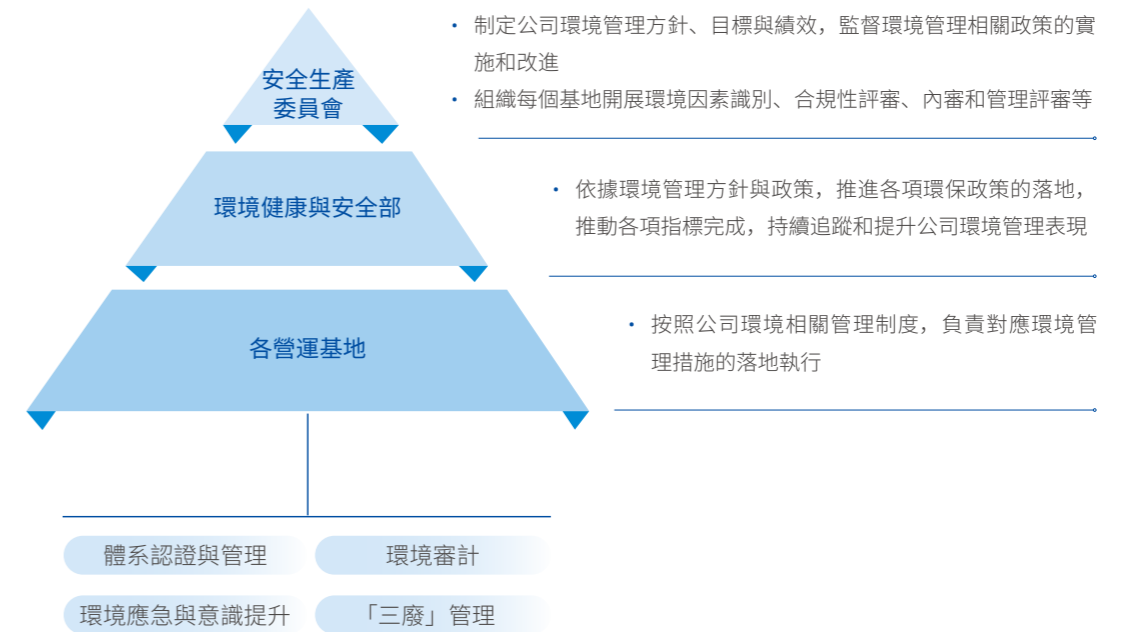 安全生產
委員會
• 制定公司環境管理方針、目標與績效，監督環境管理相關政策的實
施和改進
• 組織每個基地開展環境因素識別、合規性評審、內審和管理評審等
環境健康與安全部
• 依據環境管理方針與政策，推進各項環保政策的落地，
推動各項指標完成，持續追蹤和提升公司環境管理表現
各營運基地
• 按照公司環境相關管理制度，負責對應環境管
理措施的落地執行
體系認證與管理
環境審計
環境應急與意識提升
「三廢」管理